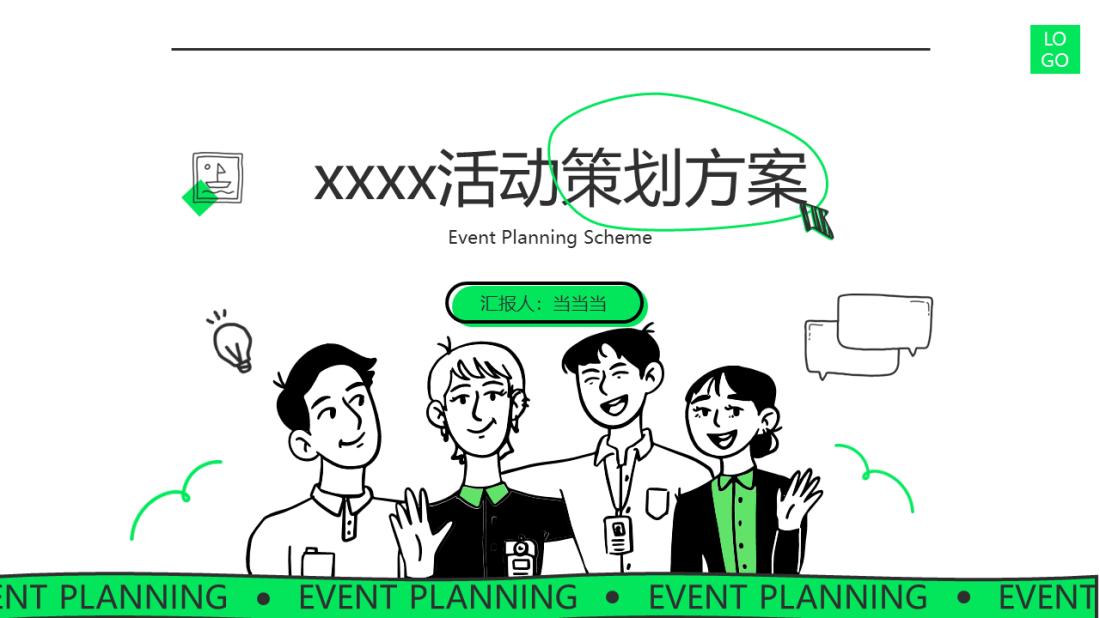 LO
GO
xxxx活动策划方案
Event Planning Scheme
汇报人：当当当
ENT PLANNING ● EVENT PLANNING ● EVENT PLANNING ● EVENT